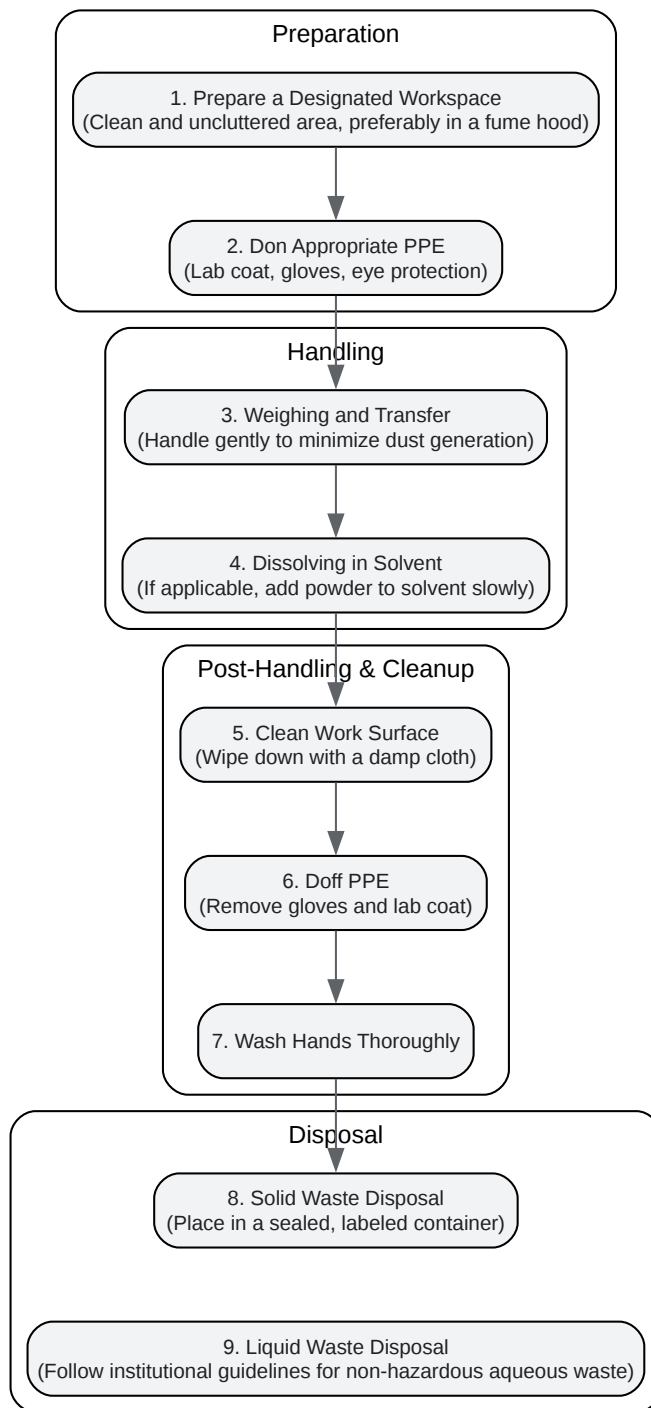 Preparation
1. Prepare a Designated Workspace
(Clean and uncluttered area, preferably in a fume hood)
2. Don Appropriate PPE
(Lab coat, gloves, eye protection)
Handling
3. Weighing and Transfer
(Handle gently to minimize dust generation)
4. Dissolving in Solvent
(If applicable, add powder to solvent slowly)
Post-Handling & Cleanup
5. Clean Work Surface
(Wipe down with a damp cloth)
6. Doff PPE
(Remove gloves and lab coat)
7. Wash Hands Thoroughly
Disposal
8. Solid Waste Disposal
(Place in a sealed, labeled container)
9. Liquid Waste Disposal
(Follow institutional guidelines for non-hazardous aqueous waste)